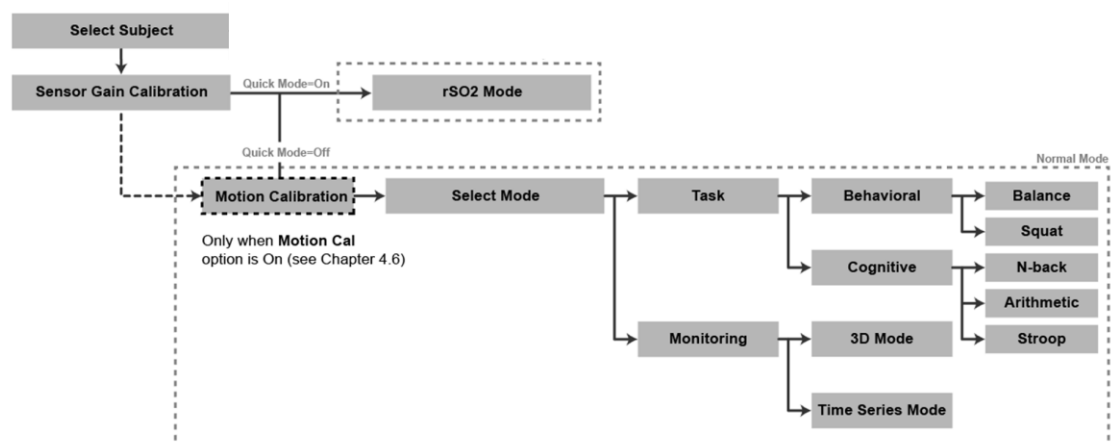 Select Subject
Sensor Gain Calibration
Quick Mode=On
rSO2 Mode
Quick Mode=Off
Normal Mode
Motion Calibration
Select Mode
Task
Behavioral
Balance
Only when Motion Cal
option is On (see Chapter 4.6)
Squat
Cognitive
N-back
Arithmetic
Monitoring
3D Mode
Stroop
Time Series Mode